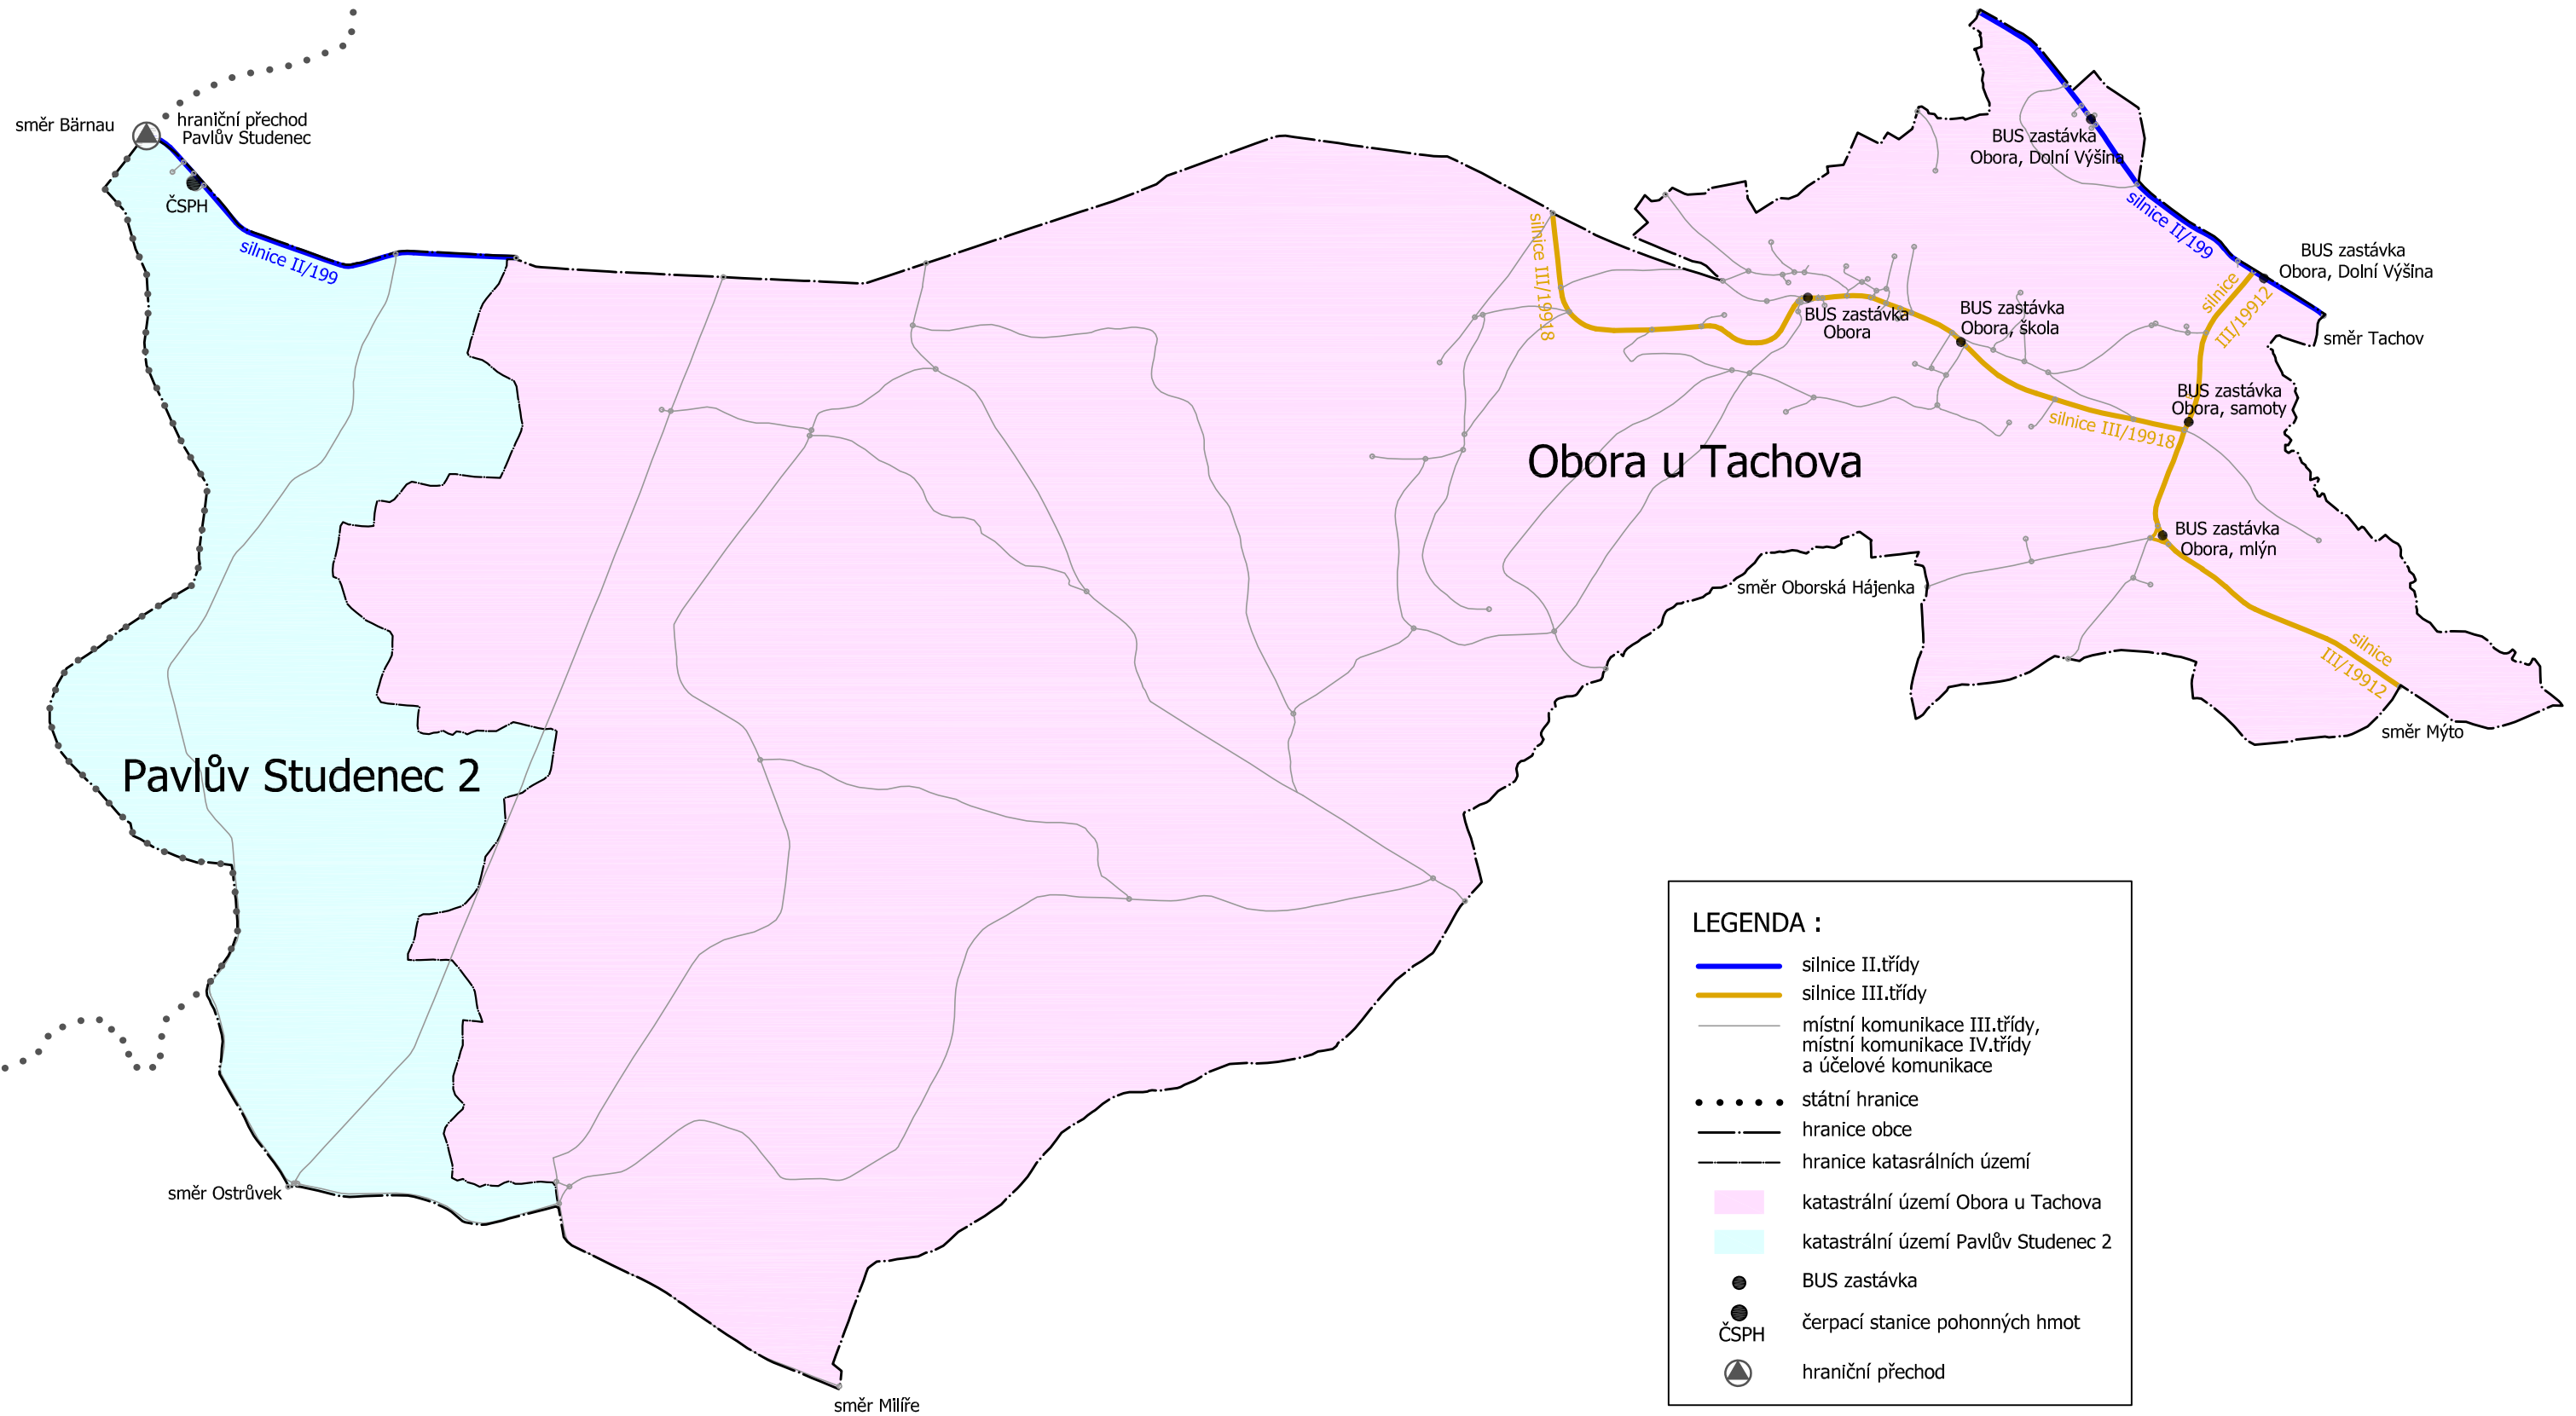 směr Bärnau
hraniční přechod
Pavlův Studenec
ČSPH
silnice II/199
BUS zastávka
Obora, Dolní Výšina
silnice II/199
BUS zastávka
Obora, Dolní Výšina
silnice
III/19912
směr Tachov
silnice III/19918
BUS zastávka
Obora
BUS zastávka
Obora, škola
BUS zastávka
Obora, samoty
silnice III/19918
Obora u Tachova
BUS zastávka
Obora, mlýn
směr Oborská Hájenka
silnice
III/19912
směr Mýto
Pavlův Studenec 2
směr Ostrůvek
směr Milíře
LEGENDA :
silnice II.třídy
silnice III.třídy
místní komunikace III.třídy,
místní komunikace IV.třídy
a účelové komunikace
státní hranice
hranice obce
hranice katasrálních území
katastrální území Obora u Tachova
katastrální území Pavlův Studenec 2
BUS zastávka
čerpací stanice pohonných hmot
ČSPH
hraniční přechod